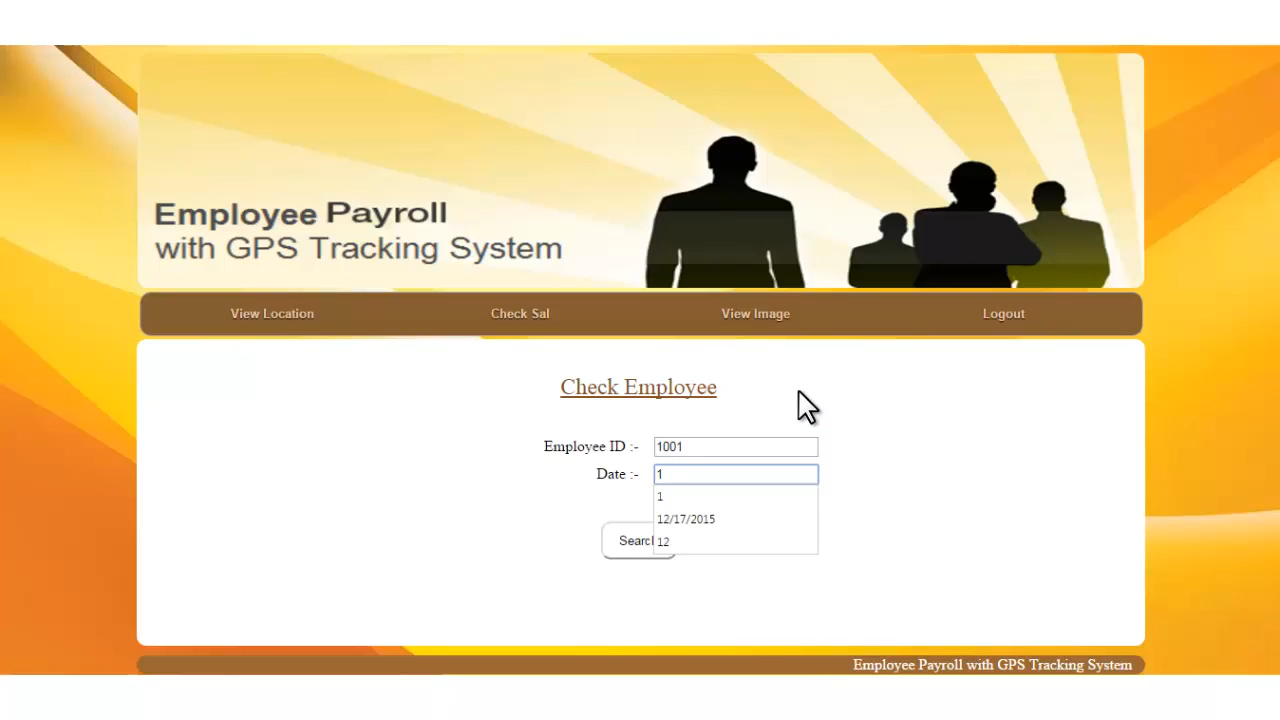 Employee Payroll
with GPS Tracking System
View Location Check Sal View Image Logout
Check Employee
Employee ID :- 1001
Date :- 1
1
12/17/2015
12
Search
Employee Payroll with GPS Tracking System